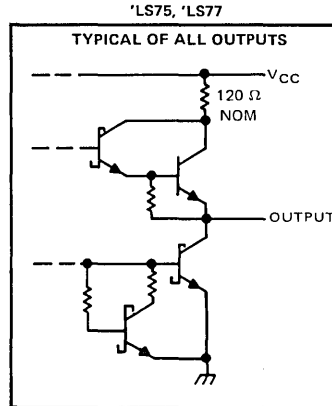 'LS75, 'LS77
TYPICAL OF ALL OUTPUTS
VCC
120 Ω
NOM
OUTPUT